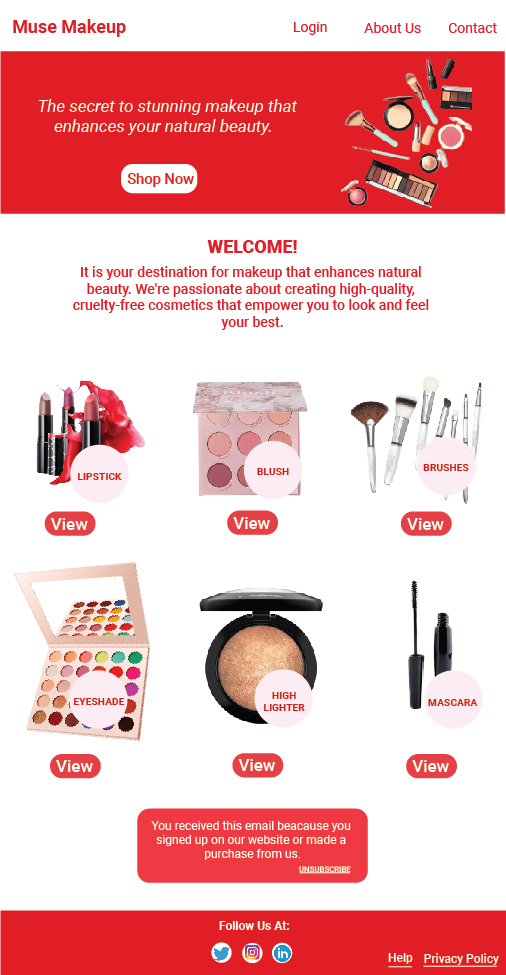 Muse Makeup
Login
About Us
Contact
The secret to stunning makeup that
enhances your natural beauty.
Shop Now
WELCOME!
It is your destination for makeup that enhances natural
beauty. We're passionate about creating high-quality,
cruelty-free cosmetics that empower you to look and feel
your best.
LIPSTICK
BLUSH
BRUSHES
View
View
View
EYESHADE
HIGH
LIGHTER
MASCARA
View
View
View
You received this email beacause you
signed up on our website or made a
purchase from us.
UNSUBSCRIBE
Follow Us At:
in
Help
Privacy Policy